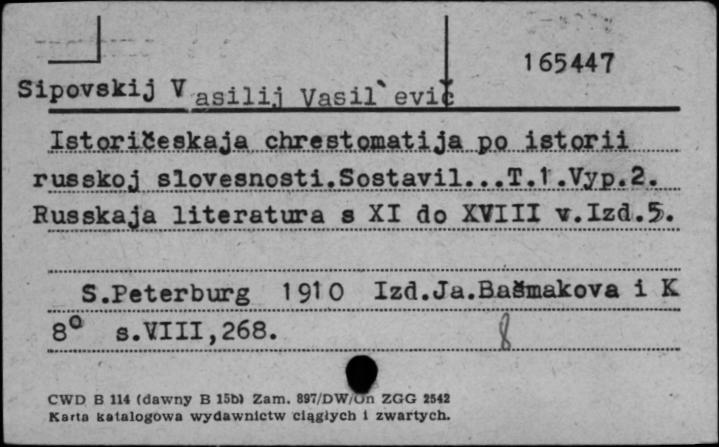 165447
Sipovskij Vasilij Vasil`evič
Istoričeskaja chrestomatija po istorii
russkoj slovesnosti.Sostavil...T.1.Vyp.2.
Russkaja literatura s XI do XVIII v.Izd.5.
S.Peterburg 1910 Izd.Ja.Bašmakova i K
8° s.VIII,268.
8
CWD B 114 (dawny B 15b) Zam. 897/DW/Un ZGG 2542
Karta katalogowa wydawnictw ciągłych i zwartych.